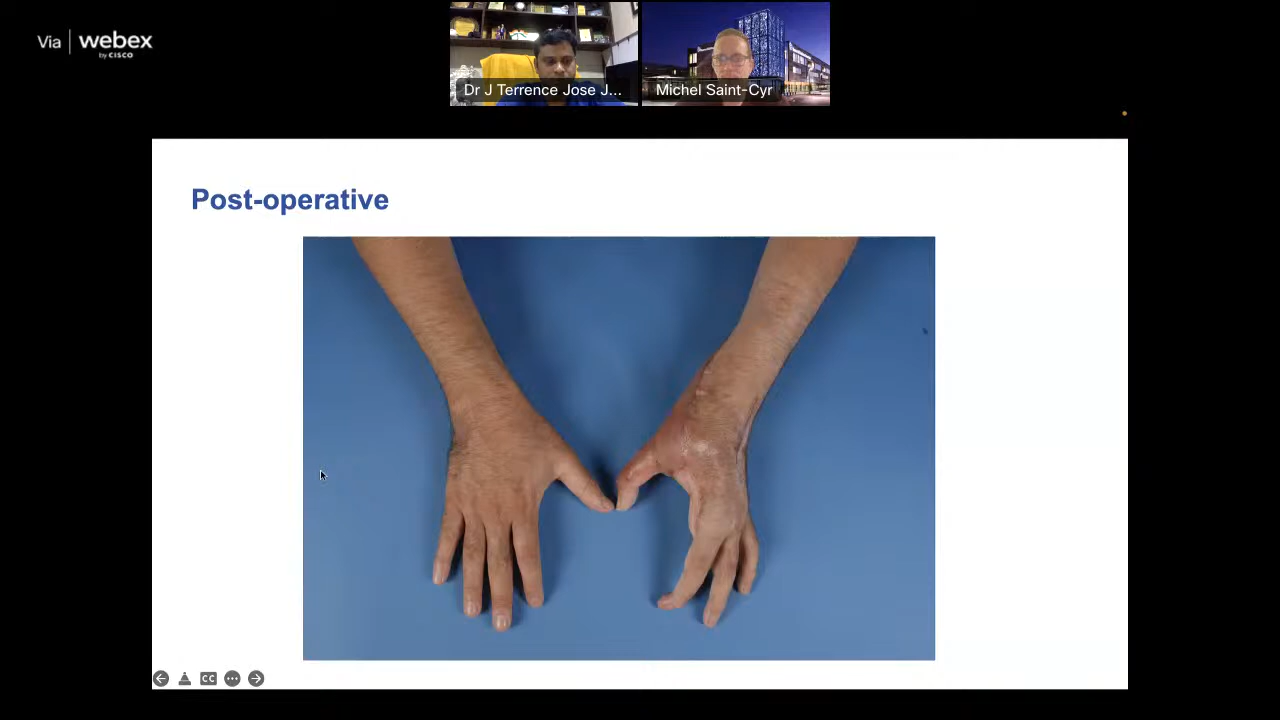 Via webex
by CISCO
Dr J Terrence Jose J...
Michel Saint-Cyr
Post-operative
CC